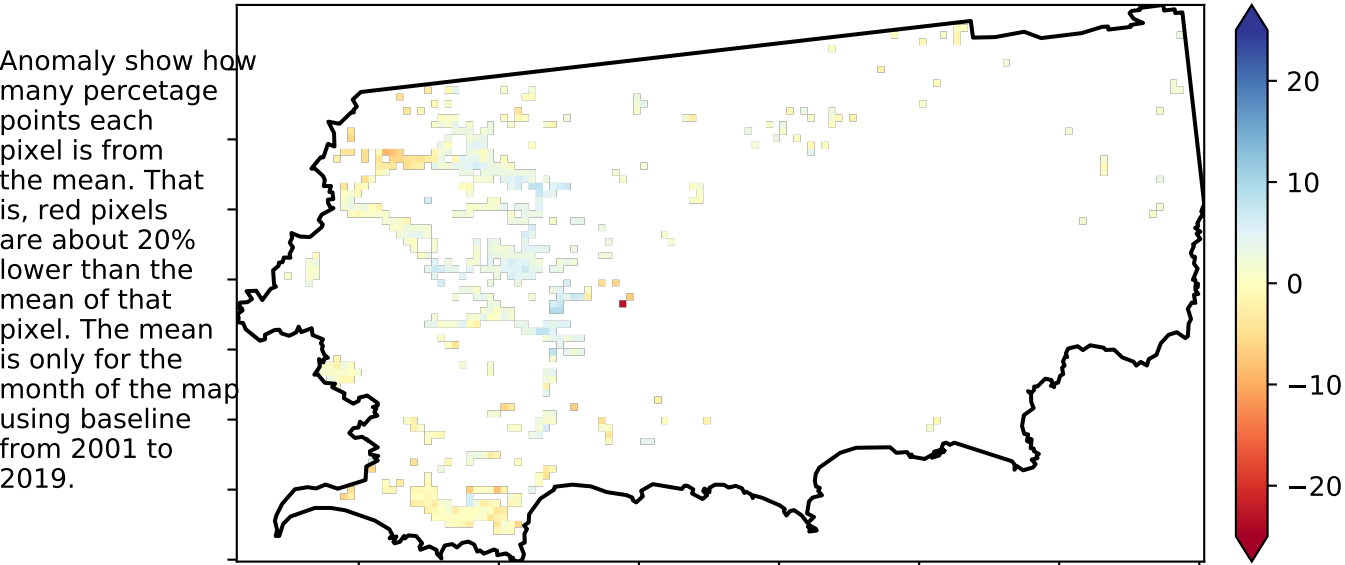 Anomaly show how
many percetage
points each
pixel is from
the mean. That
is, red pixels
are about 20%
lower than the
mean of that
pixel. The mean
is only for the
month of the map
using baseline
from 2001 to
2019.
20
10
0
−10
−20